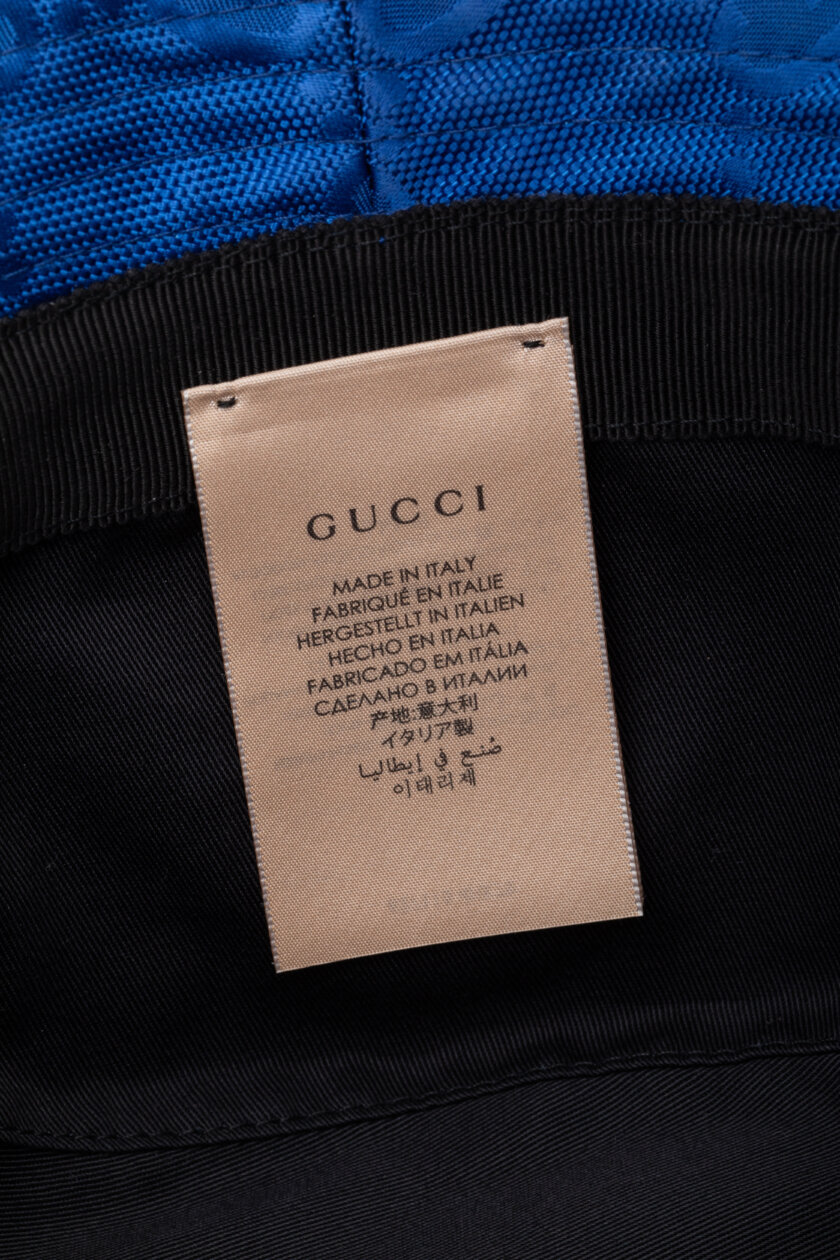 GUCCI
MADE IN ITALY
FABRIQUÉ EN ITALIE
HERGESTELLT IN ITALIEN
HECHO EN ITALIA
FABRICADO EM ITÁLIA
СДЕЛАНО В ИТАЛИИ
产地:意大利
イタリア製
صُنع في إيطاليا
이태리제